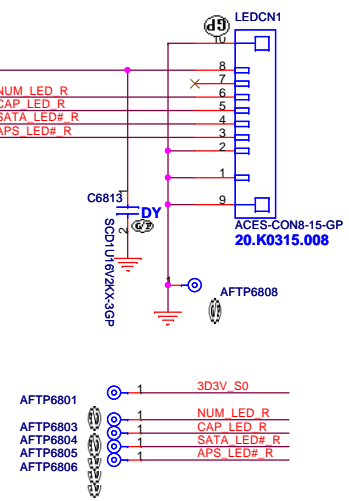 LEDCN1
10
8
7
NUM_LED_R
6
CAP_LED_R
5
SATA_LED#_R
4
APS_LED#_R
3
2
1
C6813
1
DY
2
9
SCD1U16V2KX-3GP
ACES-CON8-15-GP
20.K0315.008
1
AFTP6808
AFTP6801
1
3D3V_S0
AFTP6803
1
NUM_LED_R
AFTP6804
1
CAP_LED_R
AFTP6805
1
SATA_LED#_R
AFTP6806
1
APS_LED#_R